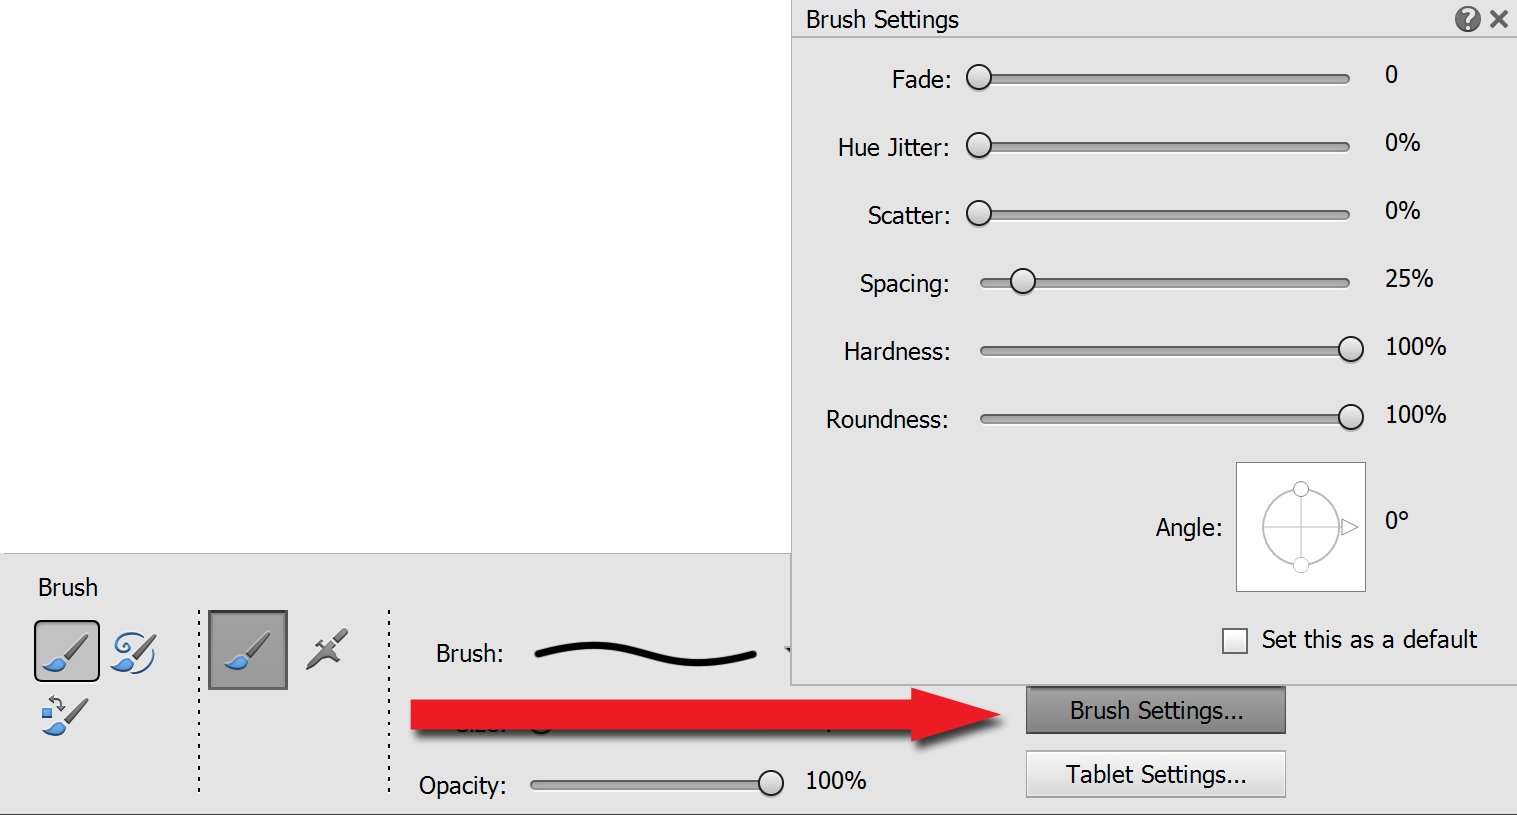 Brush Settings
Fade: 0
Hue Jitter: 0%
Scatter: 0%
Spacing: 25%
Hardness: 100%
Roundness: 100%
Angle: 0°
Set this as a default
Brush
Brush:
Brush Settings...
Opacity: 100%
Tablet Settings...